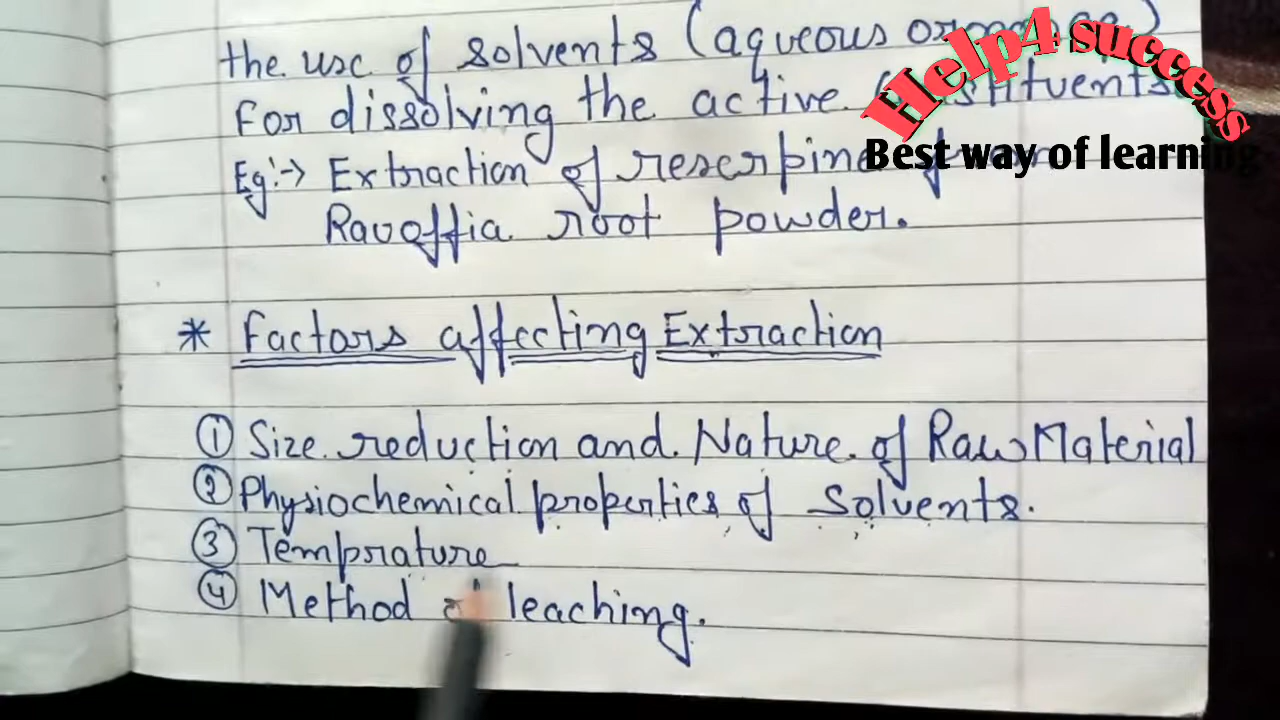 the use of solvents (aqueous or
Help4 success
For dissolving the active
Best way of learning
Eg:-> Extraction of reserpine
Rauoffia root powder.
* Factors affecting Extraction
① Size reduction and Nature of Raw Material
② Physiochemical properties of Solvents.
③ Temprature
④ Method of leaching.